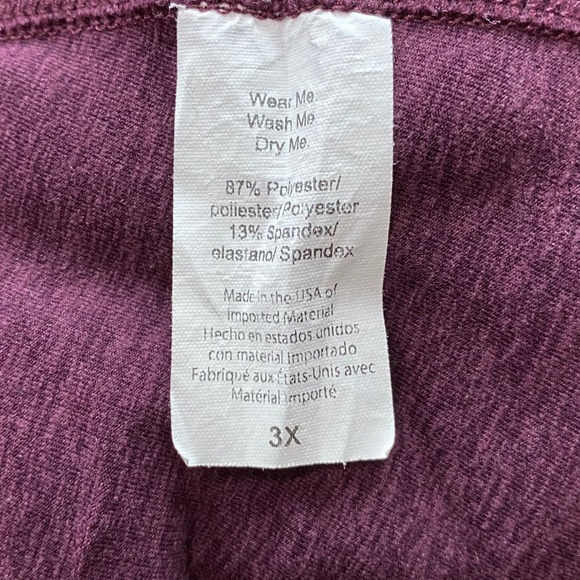 Wear Me.
Wash Me.
Dry Me.
87% Polyester/
poliester/Polyester
13% Spandex/
elastano/Spandex
Made in the USA of
imported Material
Hecho en estados unidos
con material importado
Fabriqué aux États-Unis avec
Matérial importé
3X